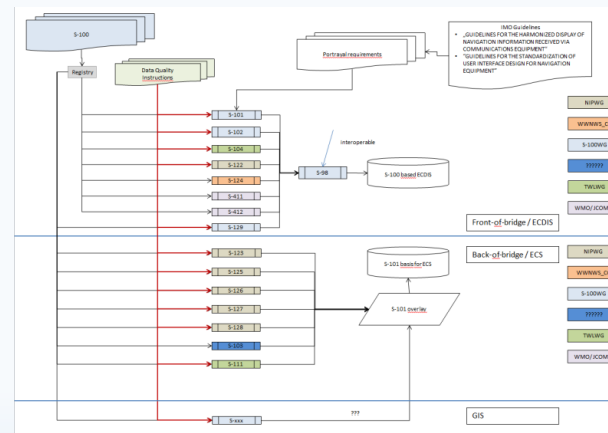 S-100
Registry
Data Quality
Instructions
Portrayal requirements
IMO Guidelines
• „GUIDELINES FOR THE HARMONIZED DISPLAY OF
NAVIGATION INFORMATION RECEIVED VIA
COMMUNICATIONS EQUIPMENT"
• "GUIDELINES FOR THE STANDARDIZATION OF
USER INTERFACE DESIGN FOR NAVIGATION
EQUIPMENT"
S-101
S-102
S-104
S-122
S-124
S-411
S-412
S-129
Interoperable
S-98
S-100 based ECDIS
NIPWG
WWNWS_C
S-100WG
??????
TWLWG
WMO/JCOM
Front-of-bridge / ECDIS
Back-of-bridge / ECS
S-123
S-125
S-126
S-127
S-128
S-111
S-101
basis for ECS
S-101 overlay
NIPWG
WWNWS_C
S-100WG
??????
TWLWG
WMO/JCOM
S-xxx
???
GIS